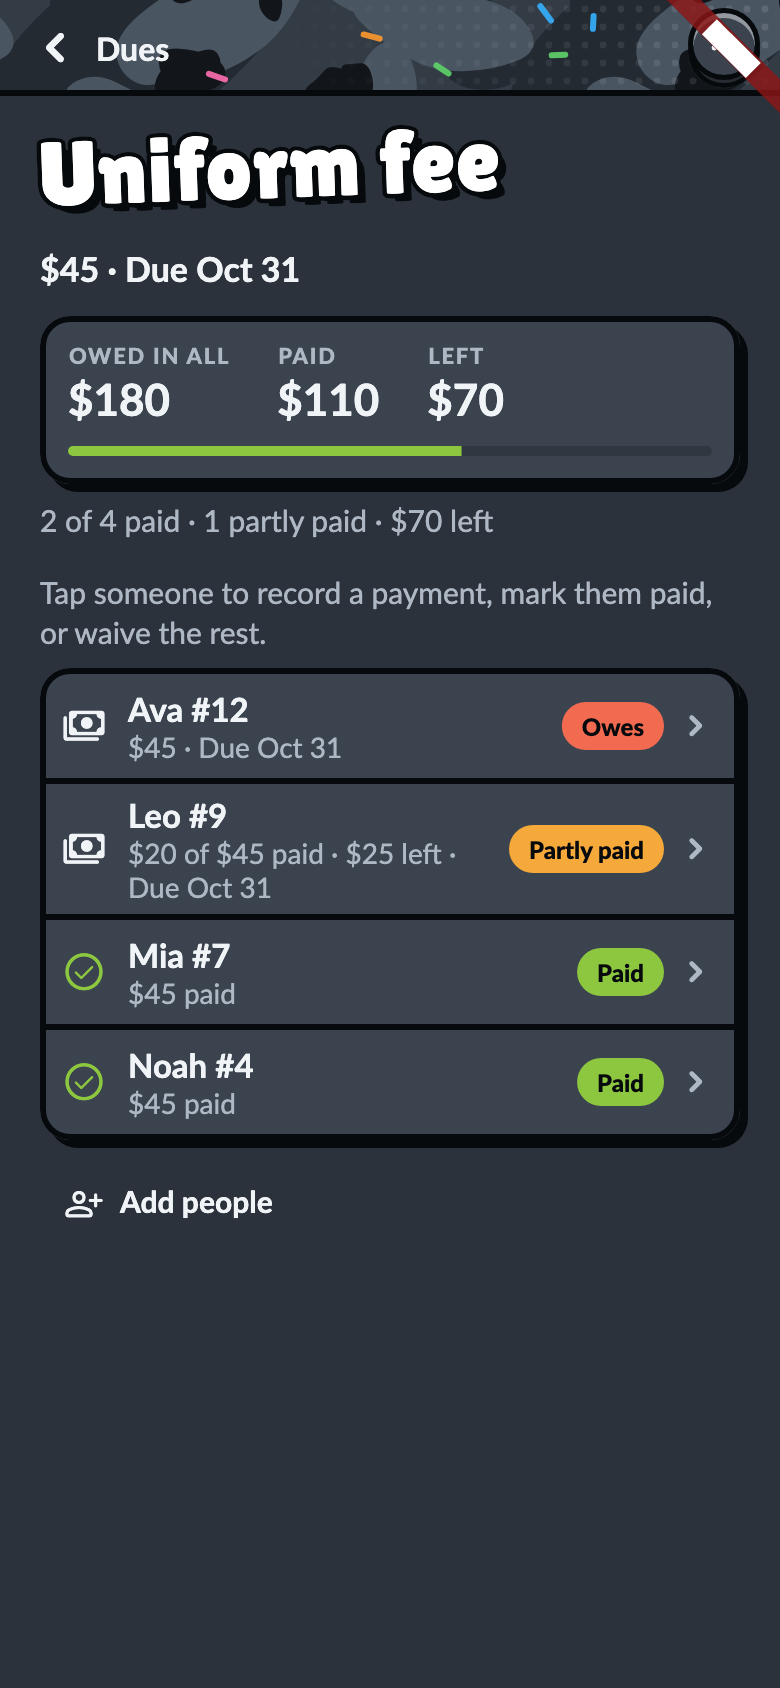 Dues
Uniform fee
$45 · Due Oct 31
OWED IN ALL PAID LEFT
$180 $110 $70
2 of 4 paid · 1 partly paid · $70 left
Tap someone to record a payment, mark them paid,
or waive the rest.
Ava #12
$45 · Due Oct 31
Owes
Leo #9
$20 of $45 paid · $25 left ·
Due Oct 31
Partly paid
Mia #7
$45 paid
Paid
Noah #4
$45 paid
Paid
Add people